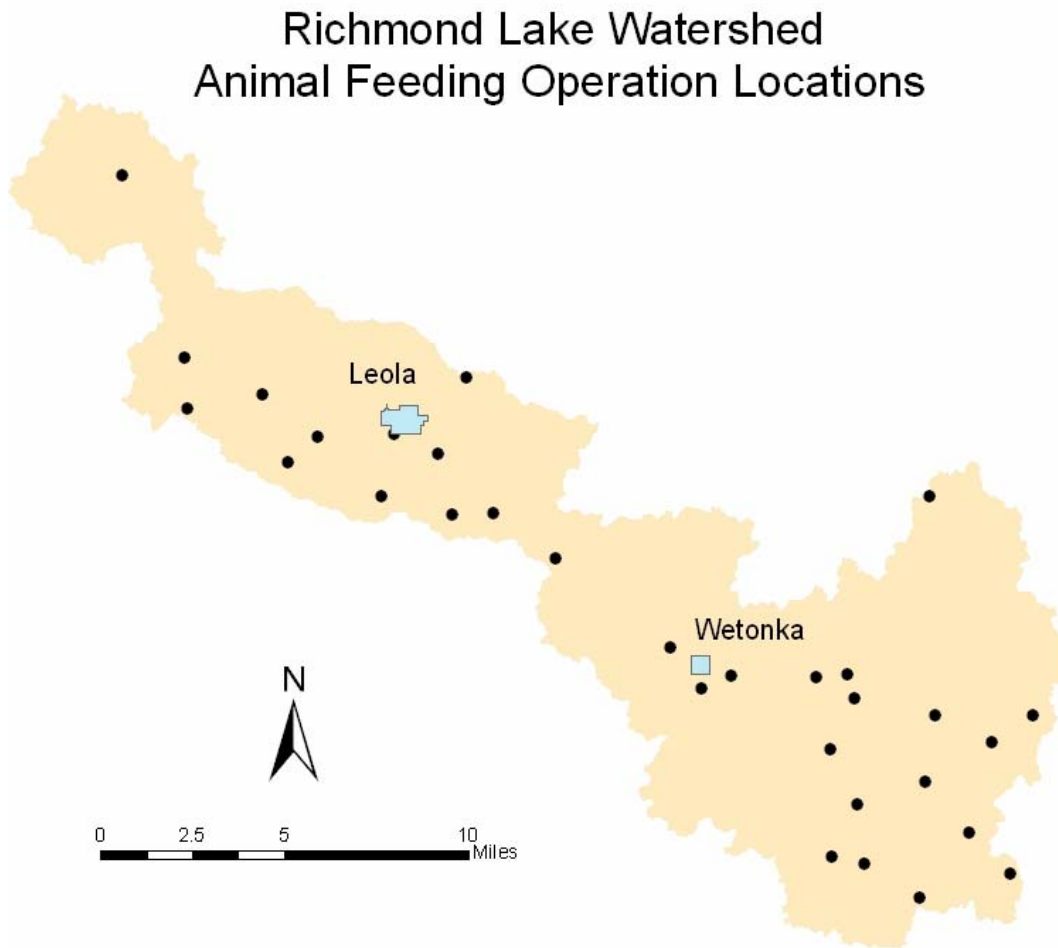 Richmond Lake Watershed
Animal Feeding Operation Locations
Leola
Wetonka
N
0 2.5 5 10
Miles